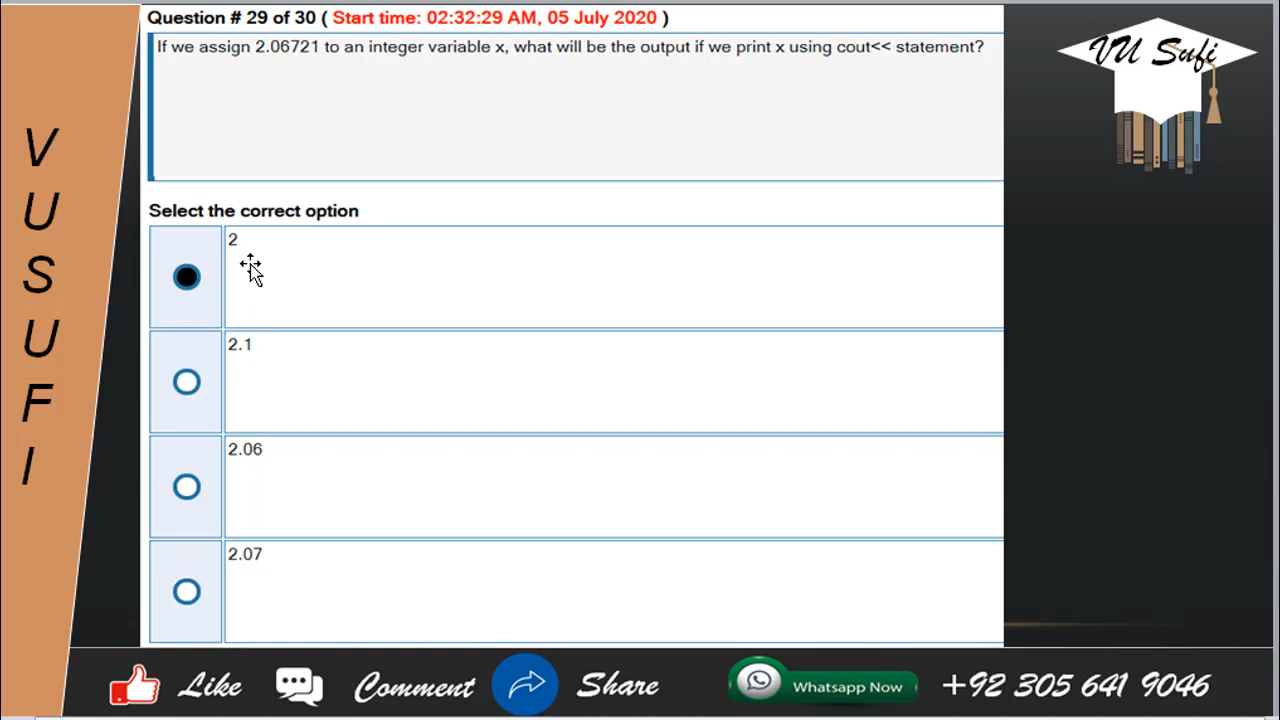 Question # 29 of 30 ( Start time: 02:32:29 AM, 05 July 2020 )
If we assign 2.06721 to an integer variable x, what will be the output if we print x using cout<< statement?
Select the correct option
2
2.1
2.06
2.07
V
U
S
U
F
I
VU Sufi
Like
Comment
Share
Whatsapp Now
+92 305 641 9046